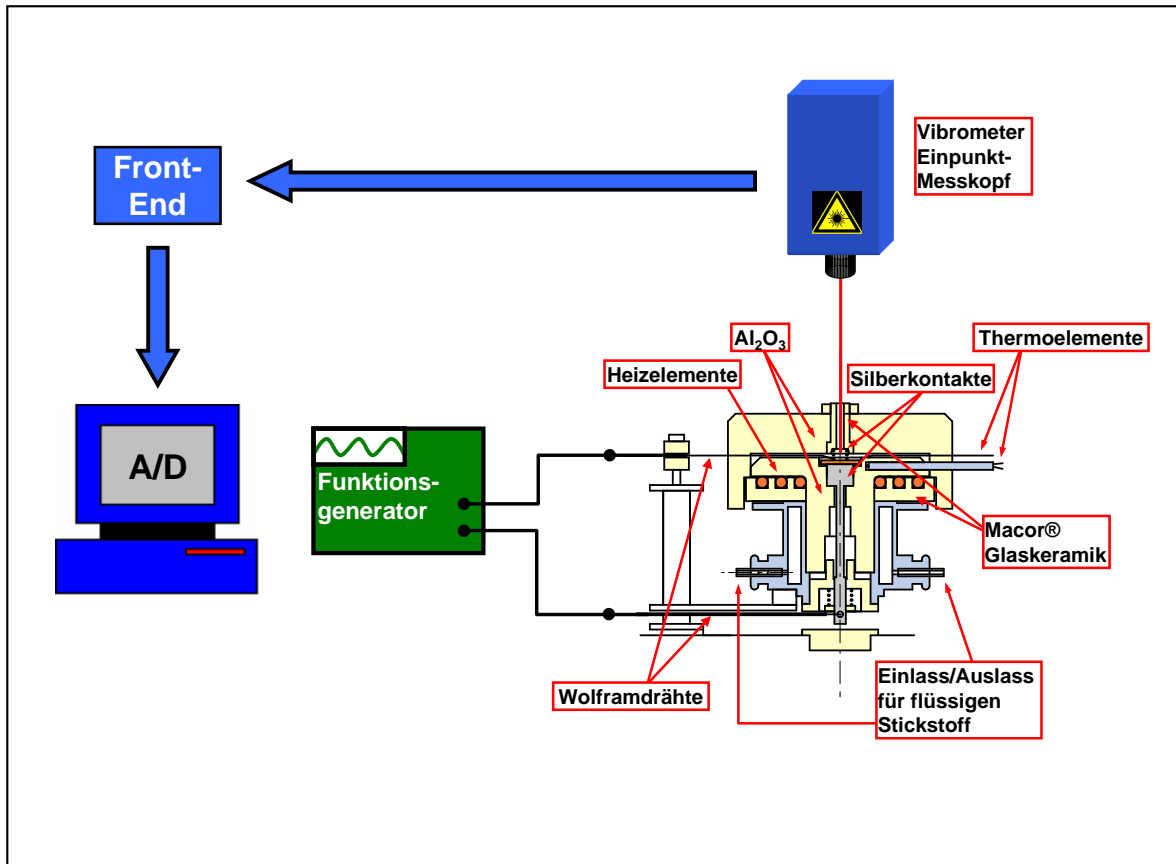 Vibrometer
Einpunkt-
Messkopf
Front-
End
Al₂O₃
Thermoelemente
Heizelemente
Silberkontakte
A/D
Funktions-
generator
Macor®
Glaskeramik
Wolframdrähte
Einlass/Auslass
für flüssigen
Stickstoff